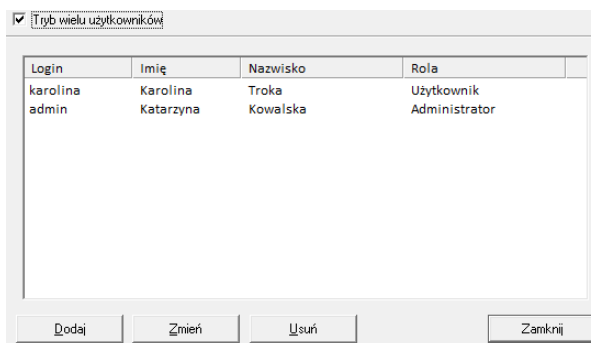 Tryb wielu użytkowników
Login Imię Nazwisko Rola
karolina Karolina Troka Użytkownik
admin Katarzyna Kowalska Administrator
Dodaj Zmień Usuń Zamknij